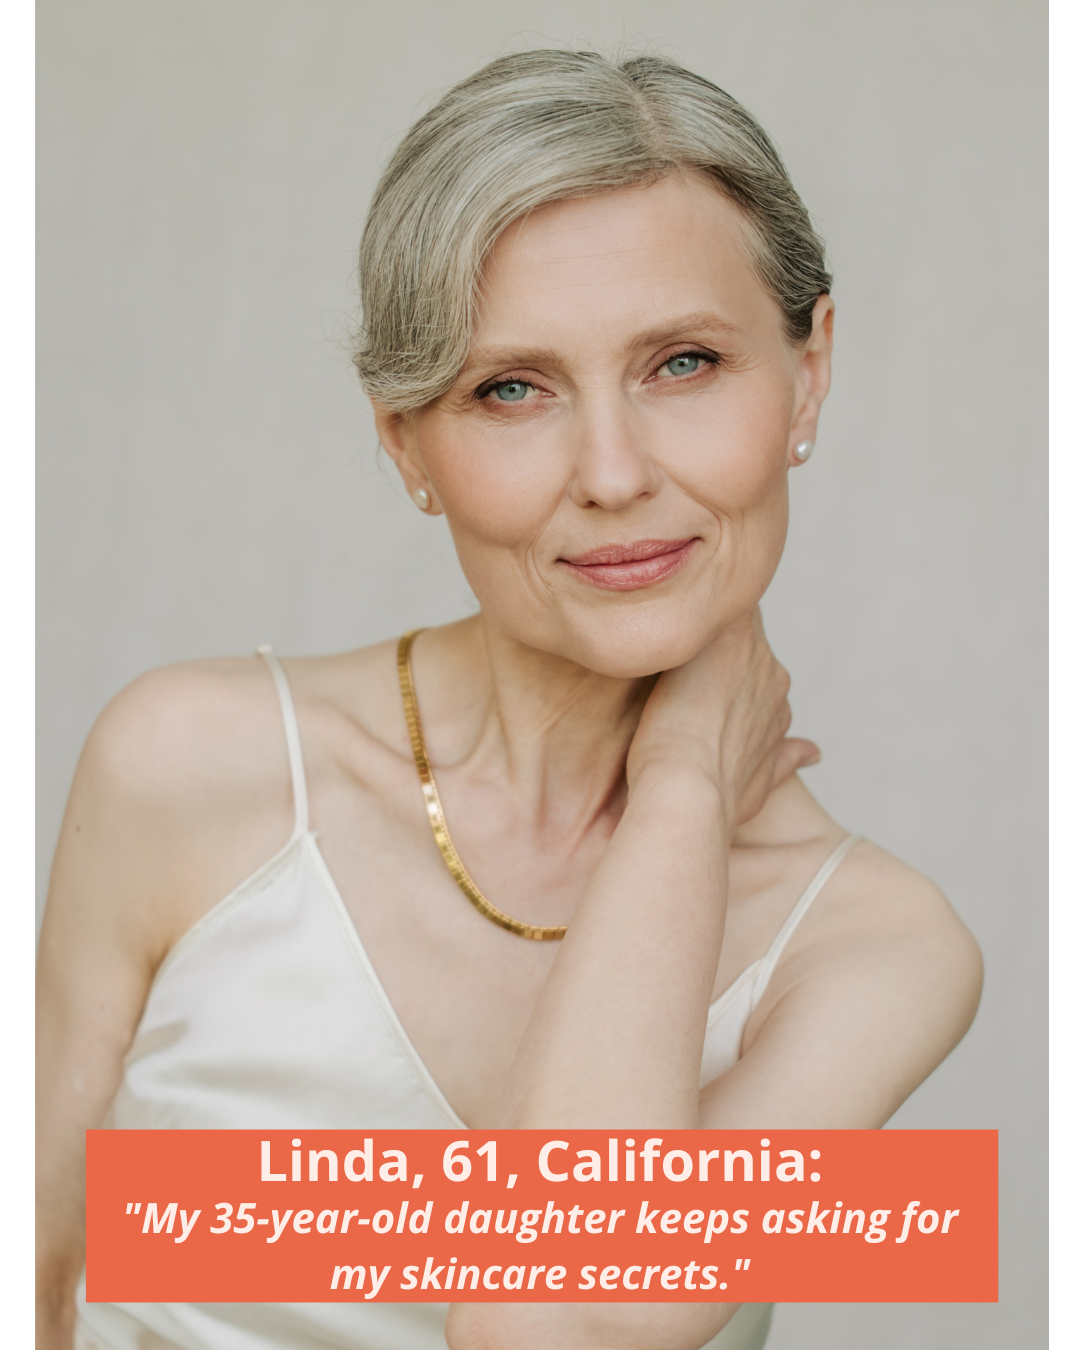 Linda, 61, California:
"My 35-year-old daughter keeps asking for
my skincare secrets."